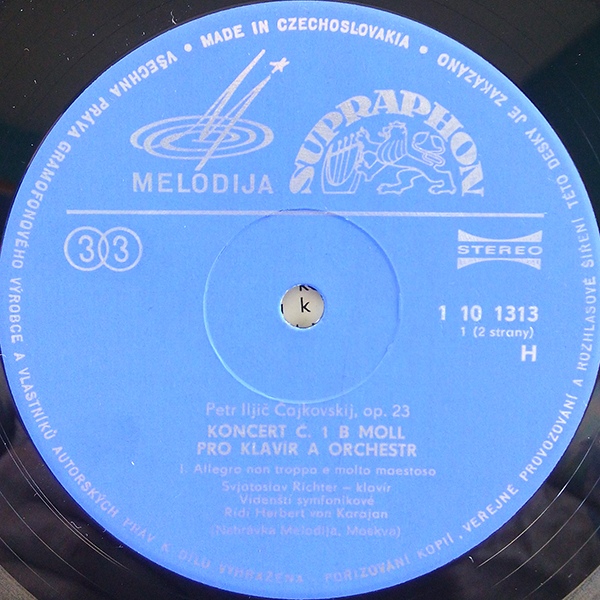 VŠECHNA PRÁVA GRAMOFONOVÉHO VÝROBCE A VLASTNÍKŮ AUTORSKÝCH PRÁV K DÍLU VYHRAZENA . POŘIZOVÁNÍ KOPIÍ, VEŘEJNÉ PROVOZOVÁNÍ A ROZHLASOVÉ ŠÍŘENÍ TÉTO DESKY JE ZAKÁZÁNO
• MADE IN CZECHOSLOVAKIA •
MELODIJA
SUPRAPHON
33
STEREO
1 10 1313
1 (2 strany)
H
k
Petr Iljič Čajkovskij, op. 23
KONCERT Č. 1 B MOLL
PRO KLAVÍR A ORCHESTR
I. Allegro non troppo e molto maestoso
Svjatoslav Richter – klavír
Vídenští symfonikové
Řídí Herbert von Karajan
(Nahrávka Melodija, Moskva)